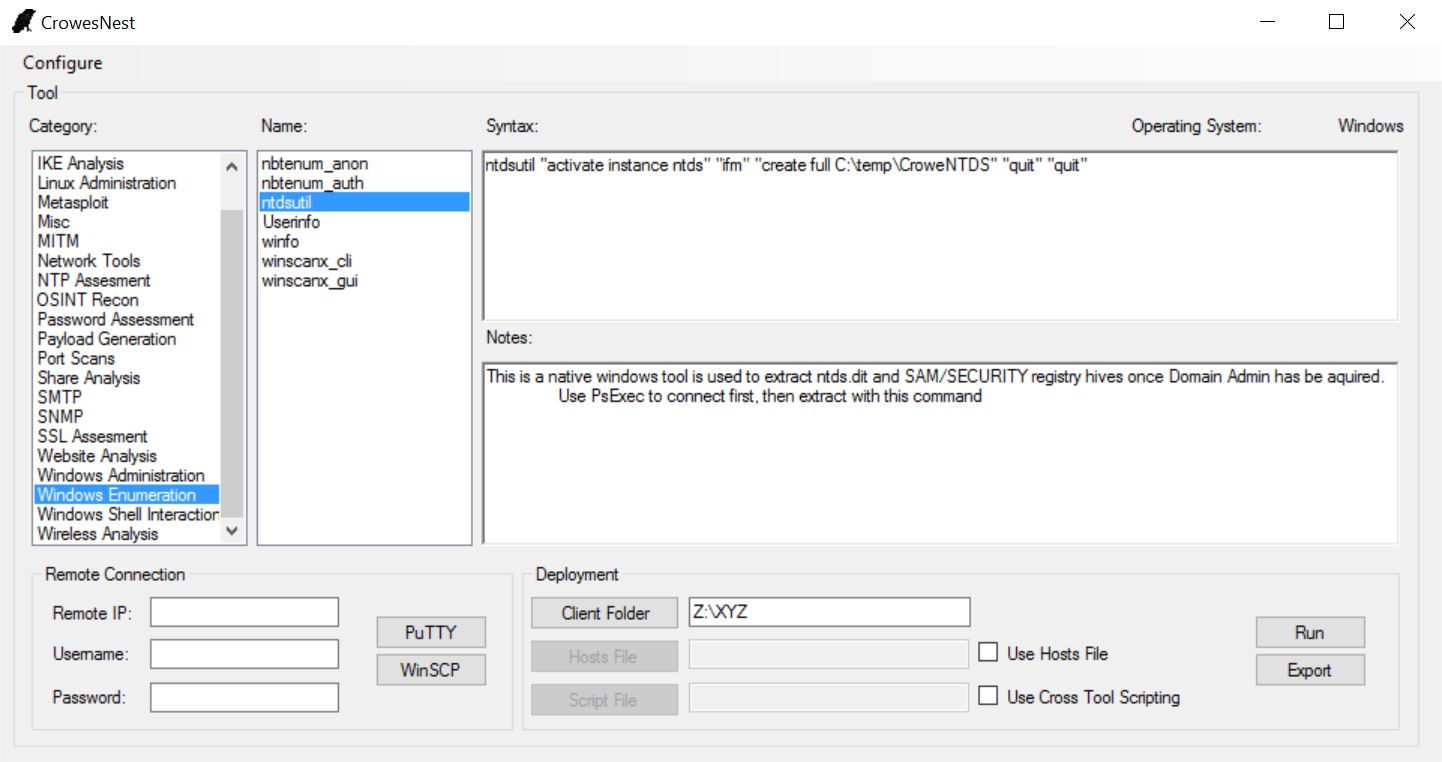 CrowesNest
Configure
Tool
Category:
Name:
Syntax:
Operating System:
Windows
IKE Analysis
Linux Administration
Metasploit
Misc
MITM
Network Tools
NTP Assesment
OSINT Recon
Password Assessment
Payload Generation
Port Scans
Share Analysis
SMTP
SNMP
SSL Assesment
Website Analysis
Windows Administration
Windows Enumeration
Windows Shell Interaction
Wireless Analysis
nbtenum_anon
nbtenum_auth
ntdsutil
Userinfo
winfo
winscanx_cli
winscanx_gui
ntdsutil "activate instance ntds" "ifm" "create full C:\temp\CroweNTDS" "quit" "quit"
Notes:
This is a native windows tool is used to extract ntds.dit and SAM/SECURITY registry hives once Domain Admin has be aquired.
Use PsExec to connect first, then extract with this command
Remote Connection
Remote IP:
Username:
Password:
PuTTY
WinSCP
Deployment
Client Folder
Z:\XYZ
Hosts File
Use Hosts File
Script File
Use Cross Tool Scripting
Run
Export